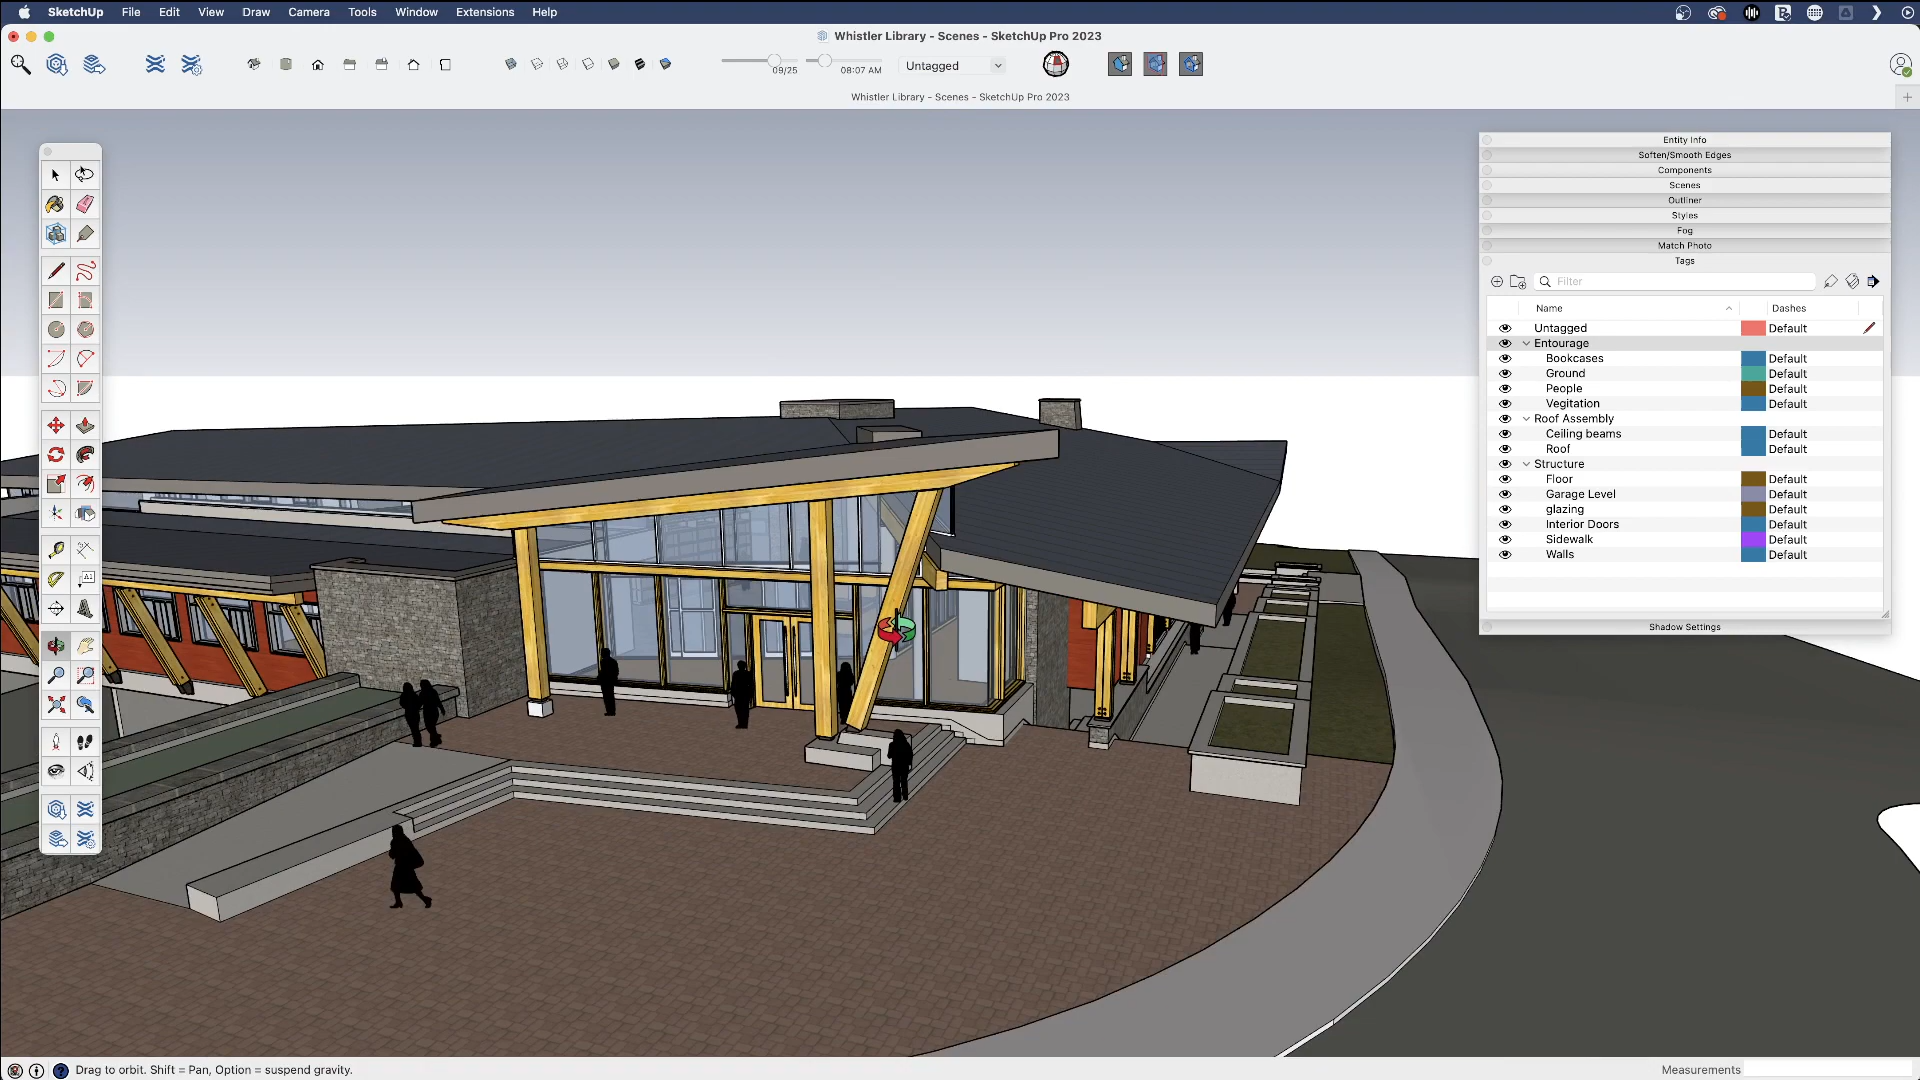 SketchUp File Edit View Draw Camera Tools Window Extensions Help
Whistler Library - Scenes - SketchUp Pro 2023
09/25 08:07 AM Untagged
Whistler Library - Scenes - SketchUp Pro 2023
Entity Info
Soften/Smooth Edges
Components
Scenes
Outliner
Styles
Fog
Match Photo
Tags
Filter
Name Dashes
Untagged Default
Entourage
Bookcases Default
Ground Default
People Default
Vegitation Default
Roof Assembly
Ceiling beams Default
Roof Default
Structure
Floor Default
Garage Level Default
glazing Default
Interior Doors Default
Sidewalk Default
Walls Default
Shadow Settings
A1
Drag to orbit. Shift = Pan, Option = suspend gravity.
Measurements